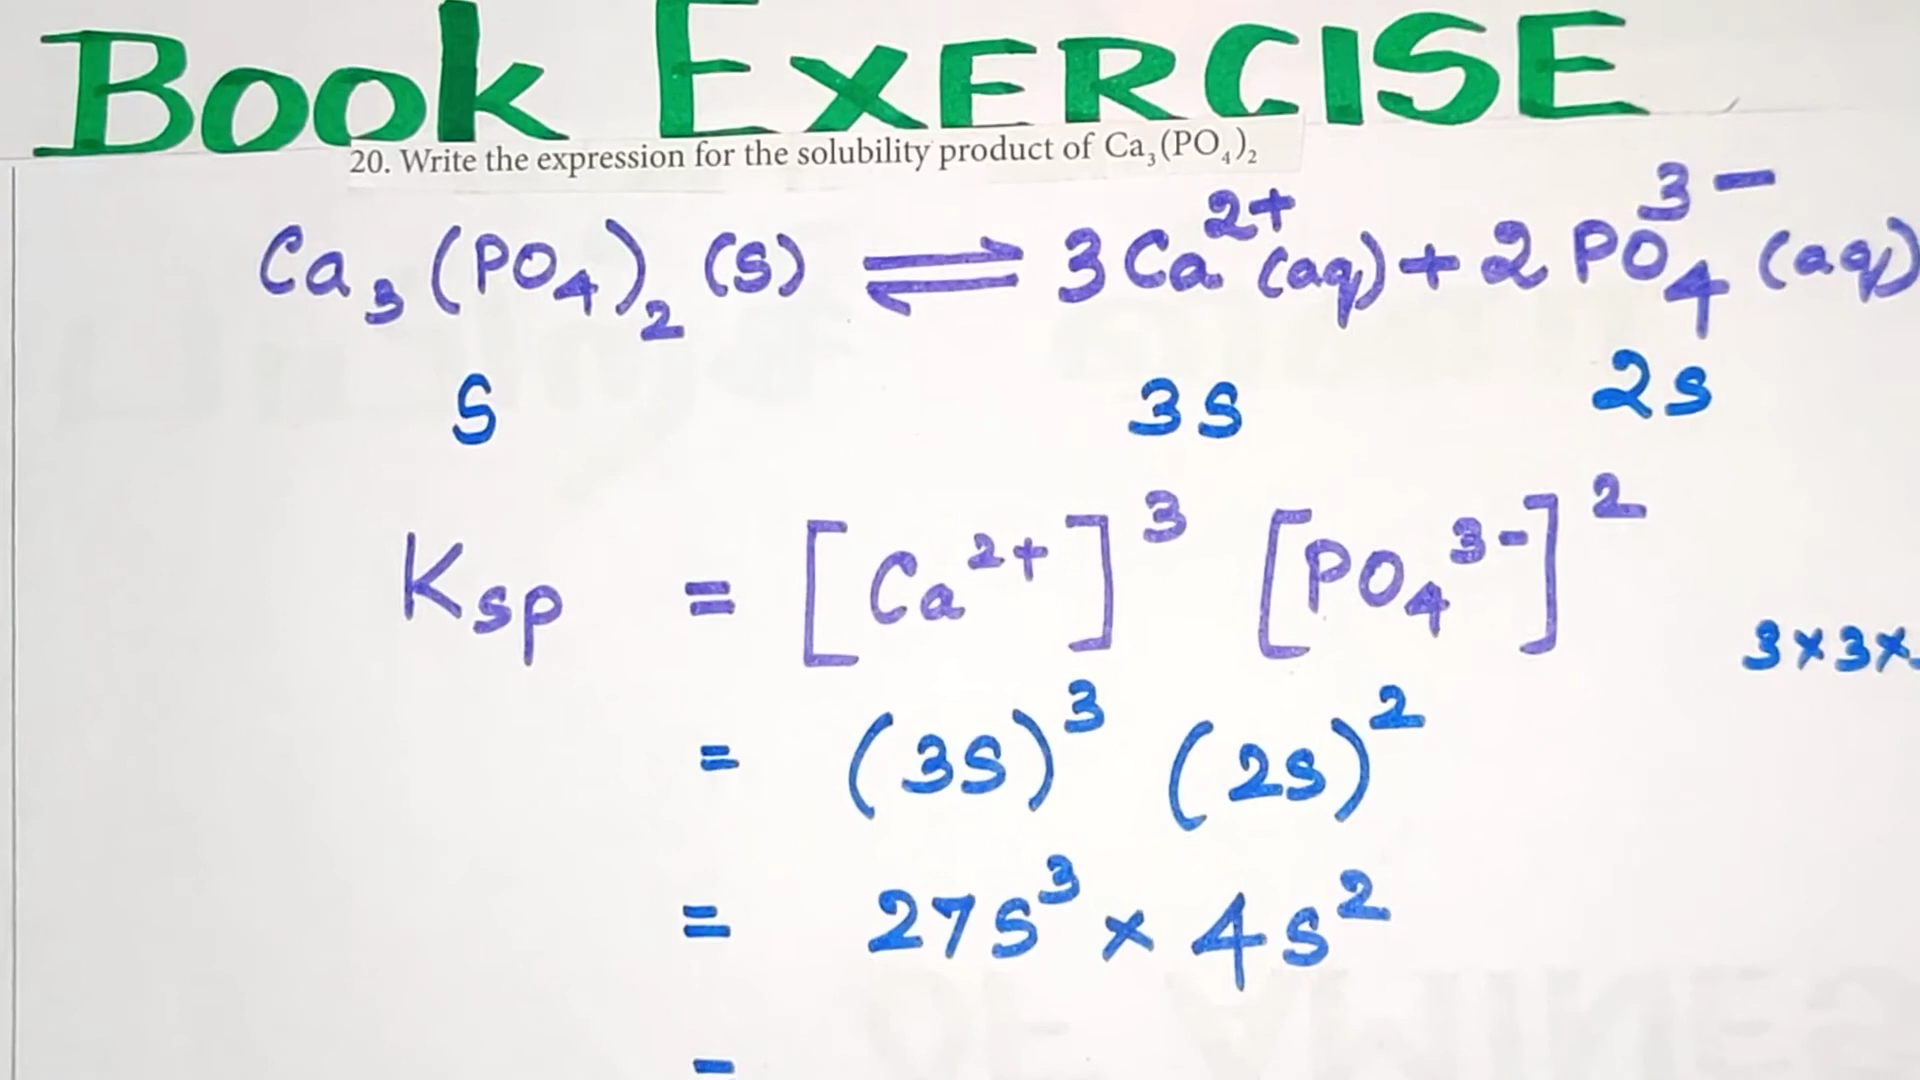 BOOK EXERCISE
20. Write the expression for the solubility product of Ca₃(PO₄)₂
Ca₃(PO₄)₂ (s) ⇌ 3Ca²⁺(aq) + 2PO₄³⁻(aq)
S 3S 2S
Ksp = [Ca²⁺]³ [PO₄³⁻]²
3×3×
= (3S)³ (2S)²
= 27S³ × 4S²